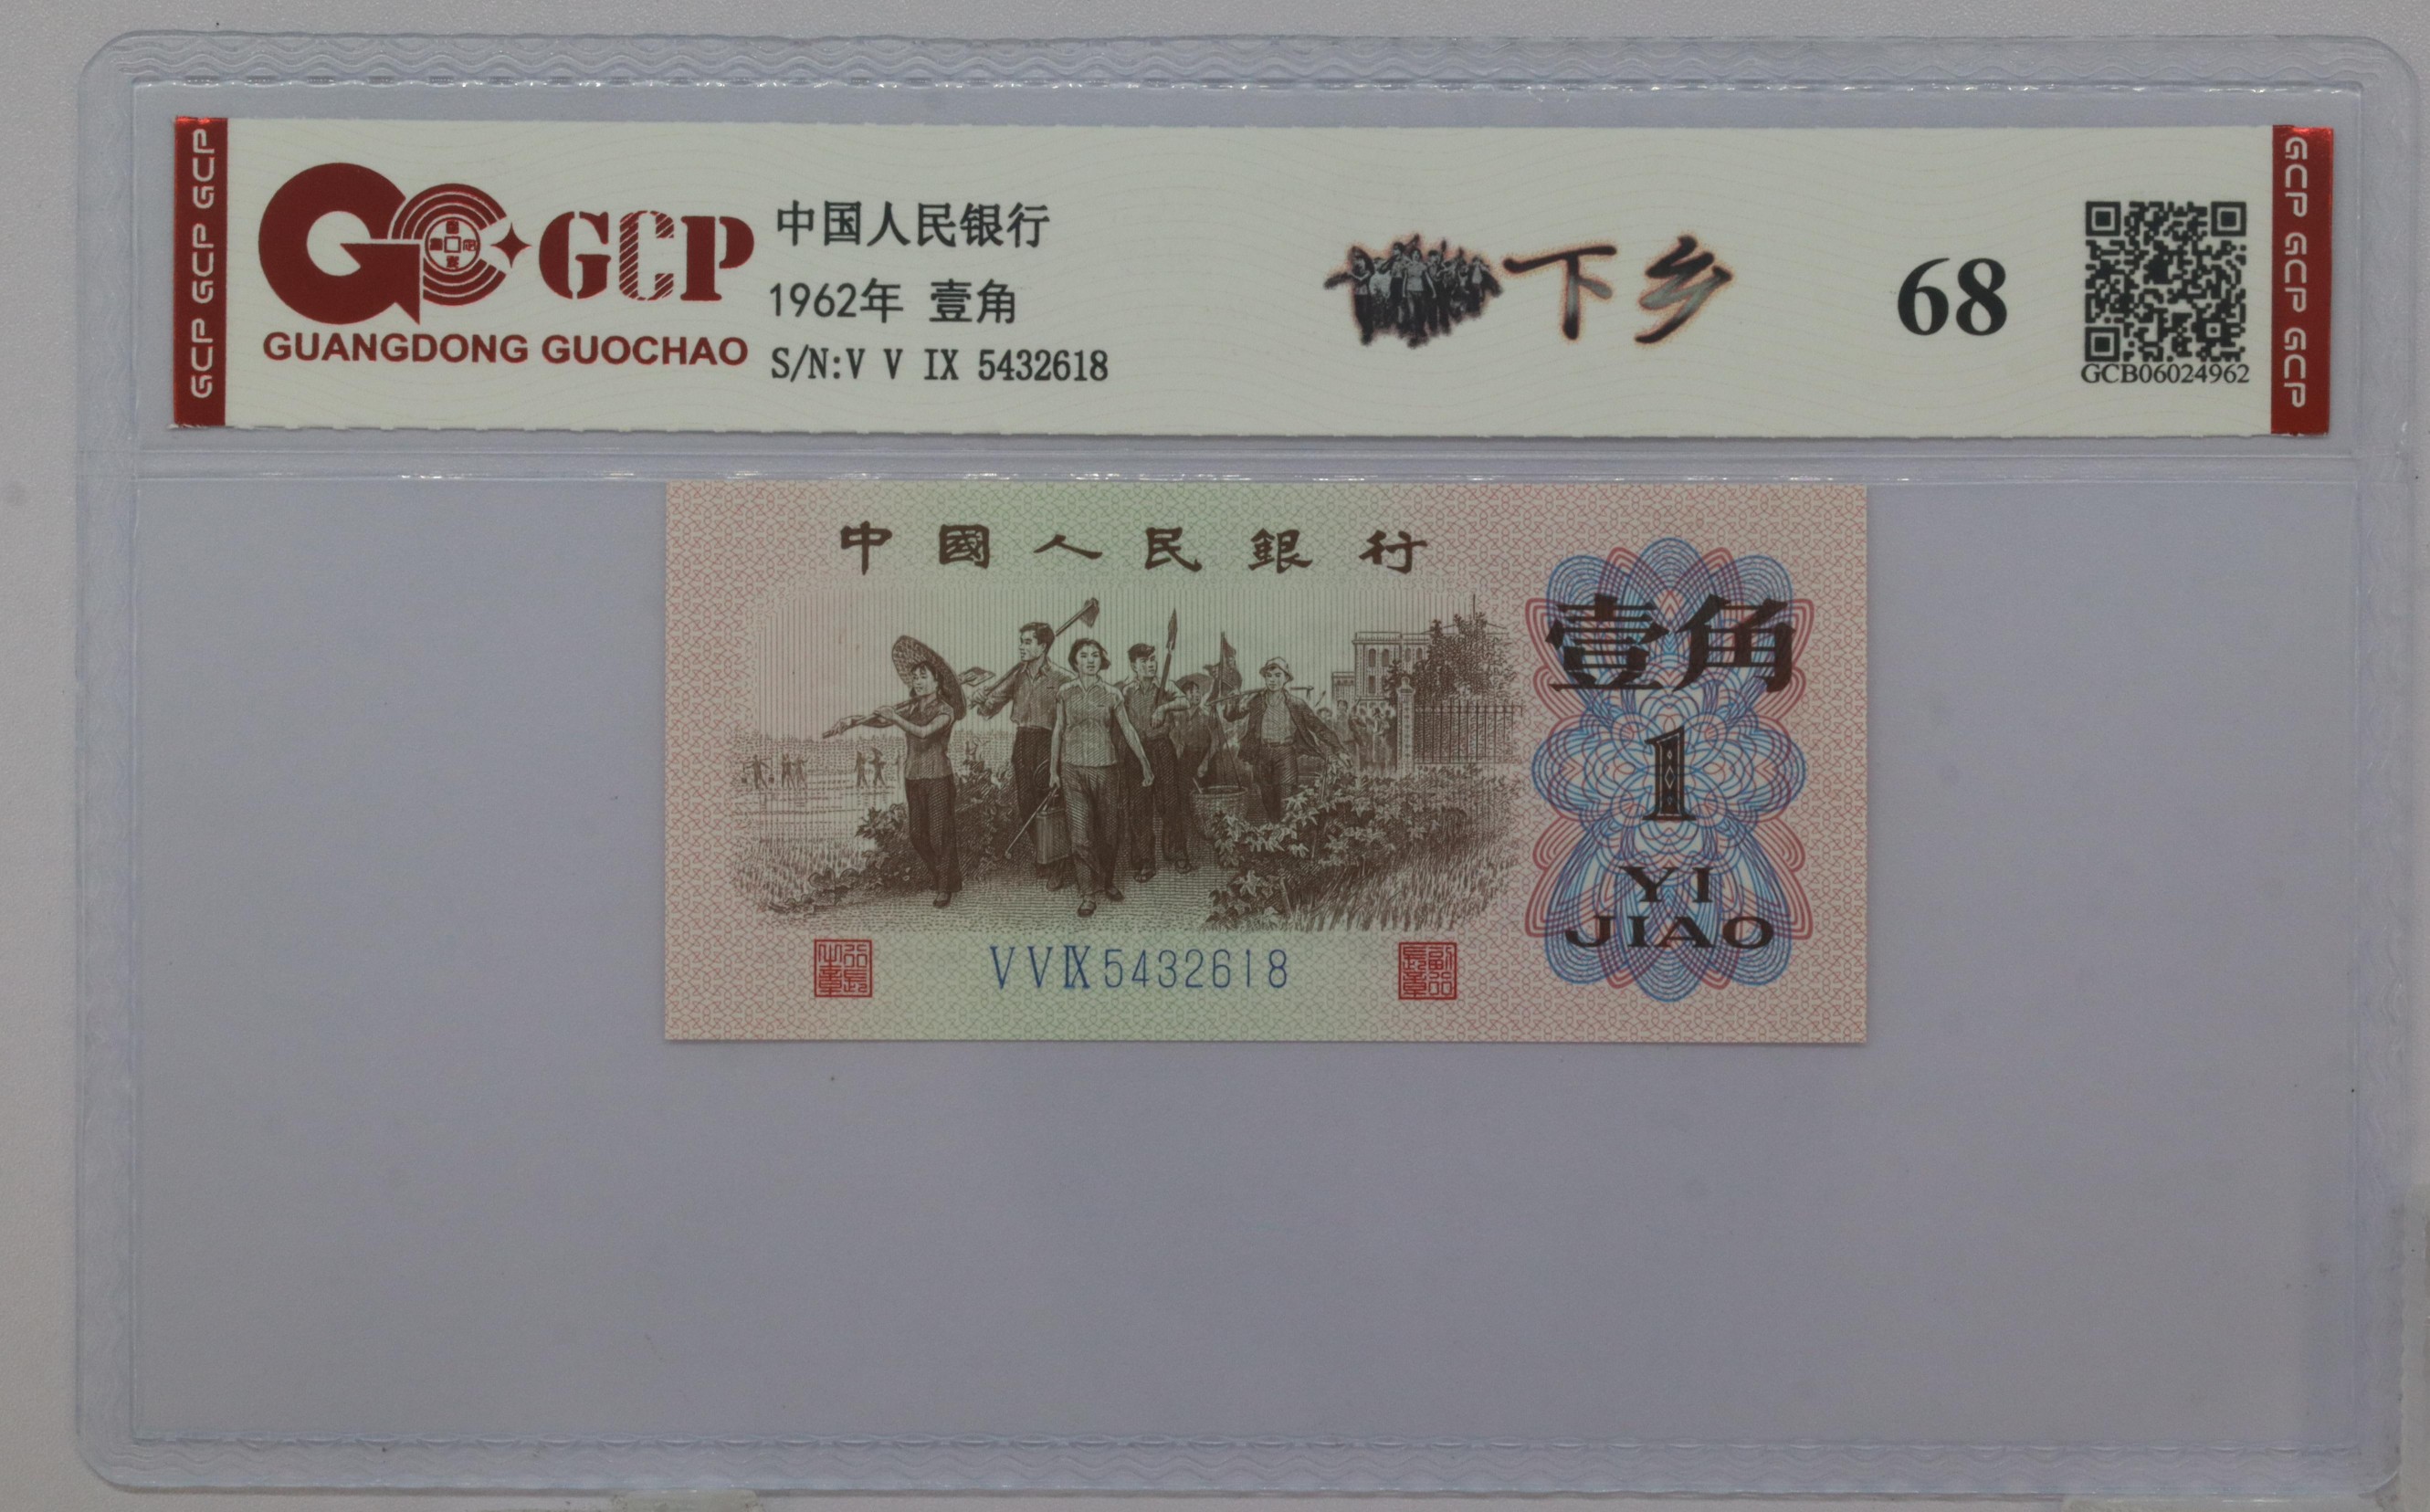 GCP GCP GCP
GCP
GUANGDONG GUOCHAO
中国人民银行
1962年 壹角
S/N:V V IX 5432618
下乡
68
GCB06024962
GCP GCP GCP
中國人民銀行
壹角
1
YI
JIAO
V V IX 5432618